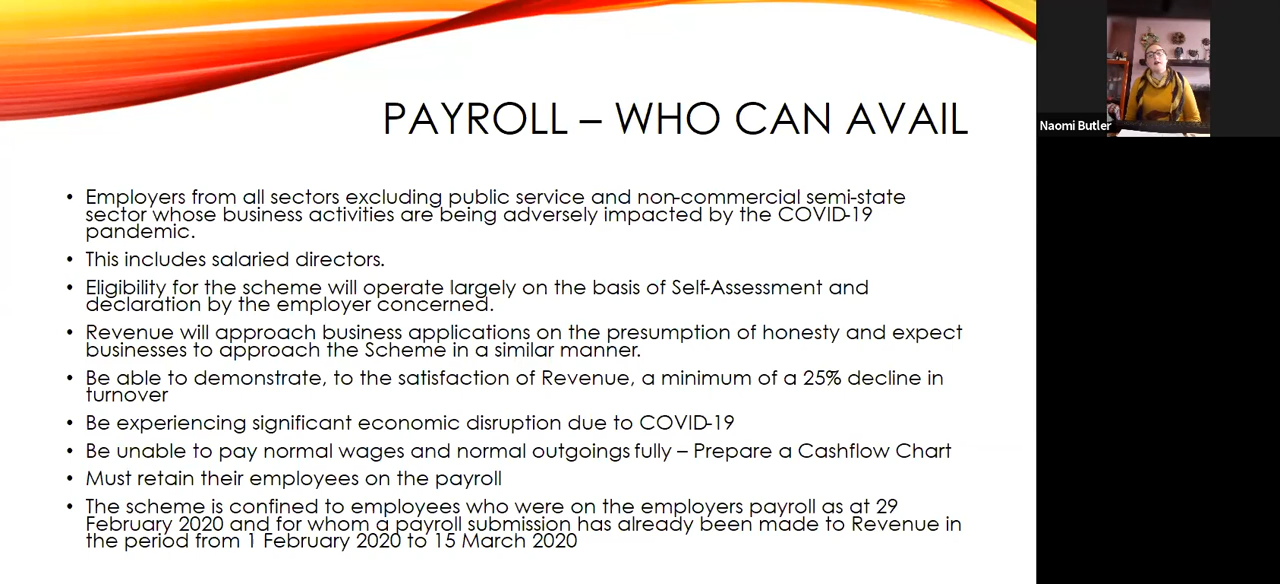 PAYROLL – WHO CAN AVAIL
• Employers from all sectors excluding public service and non-commercial semi-state
sector whose business activities are being adversely impacted by the COVID-19
pandemic.
• This includes salaried directors.
• Eligibility for the scheme will operate largely on the basis of Self-Assessment and
declaration by the employer concerned.
• Revenue will approach business applications on the presumption of honesty and expect
businesses to approach the Scheme in a similar manner.
• Be able to demonstrate, to the satisfaction of Revenue, a minimum of a 25% decline in
turnover
• Be experiencing significant economic disruption due to COVID-19
• Be unable to pay normal wages and normal outgoings fully – Prepare a Cashflow Chart
• Must retain their employees on the payroll
• The scheme is confined to employees who were on the employers payroll as at 29
February 2020 and for whom a payroll submission has already been made to Revenue in
the period from 1 February 2020 to 15 March 2020
Naomi Butler